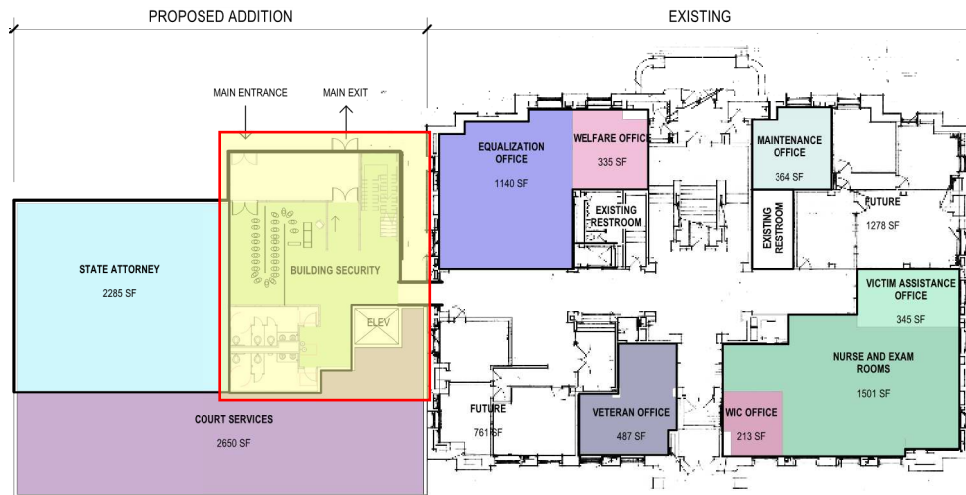 PROPOSED ADDITION
EXISTING
MAIN ENTRANCE
MAIN EXIT
EQUALIZATION
OFFICE
1140 SF
WELFARE OFFICE
335 SF
MAINTENANCE
OFFICE
364 SF
EXISTING
RESTROOM
EXISTING
RESTROOM
FUTURE
1278 SF
STATE ATTORNEY
2285 SF
BUILDING SECURITY
ELEV
VICTIM ASSISTANCE
OFFICE
345 SF
NURSE AND EXAM
ROOMS
1501 SF
COURT SERVICES
2650 SF
FUTURE
761 SF
VETERAN OFFICE
487 SF
WIC OFFICE
213 SF